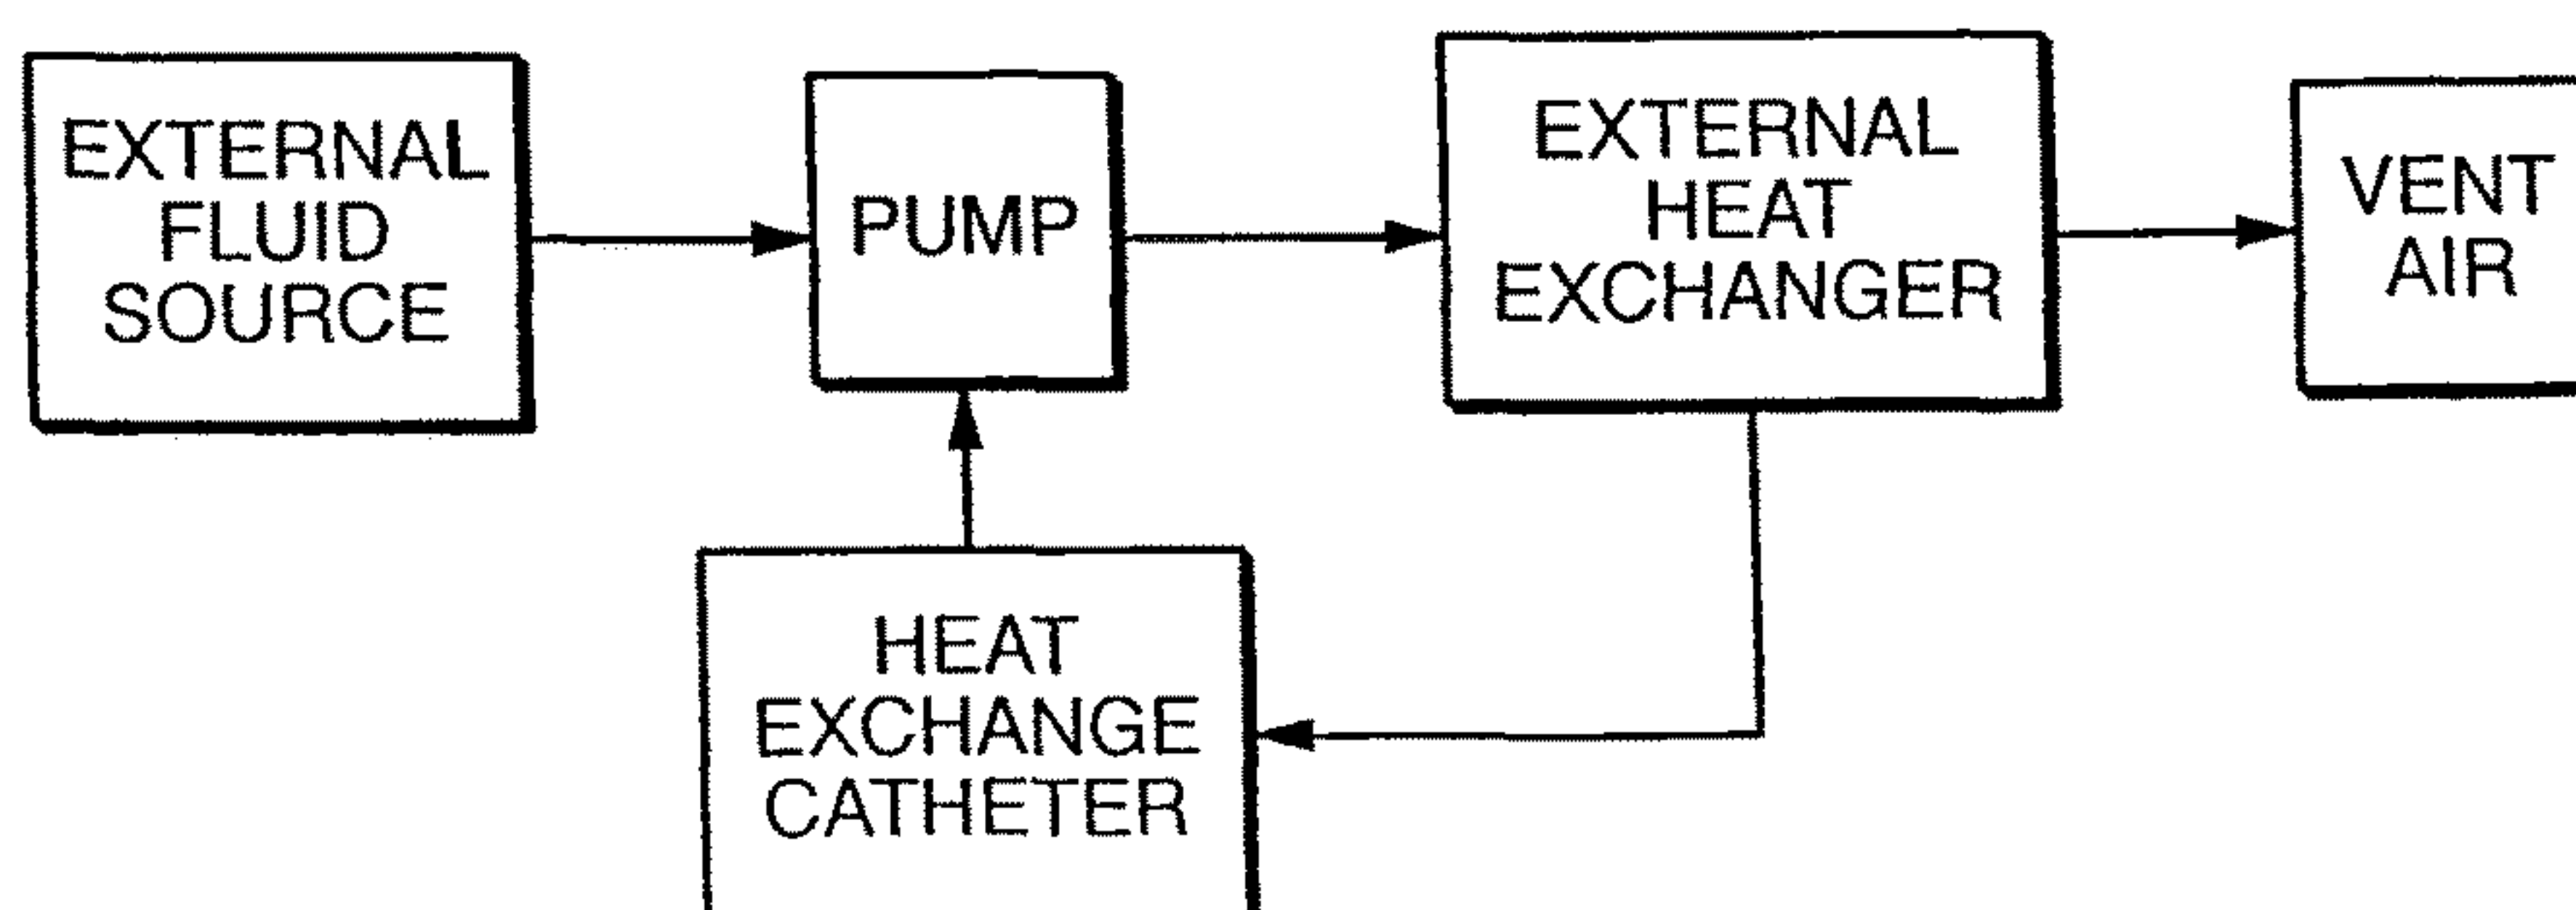 EXTERNAL
FLUID
SOURCE
PUMP
EXTERNAL
HEAT
EXCHANGER
VENT
AIR
HEAT
EXCHANGE
CATHETER